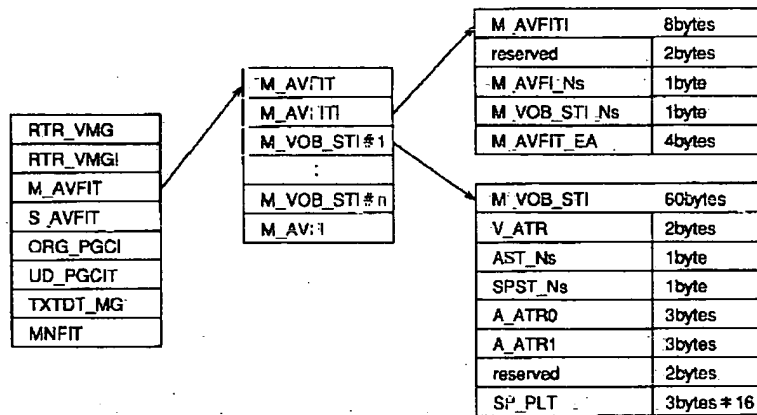 RTR_VMG
RTR_VMGI
M_AVFIT
S_AVFIT
ORG_PGCI
UD_PGCIT
TXTDT_MG
MNFIT
M_AVFIT
M_AVFITI
M_VOB_STI#1
:
M_VOB_STI#n
M_AVFI
M_AVFITI 8bytes
reserved 2bytes
M_AVFI_Ns 1byte
M_VOB_STI_Ns 1byte
M_AVFIT_EA 4bytes
M_VOB_STI 60bytes
V_ATR 2bytes
AST_Ns 1byte
SPST_Ns 1byte
A_ATR0 3bytes
A_ATR1 3bytes
reserved 2bytes
SP_PLT 3bytes*16